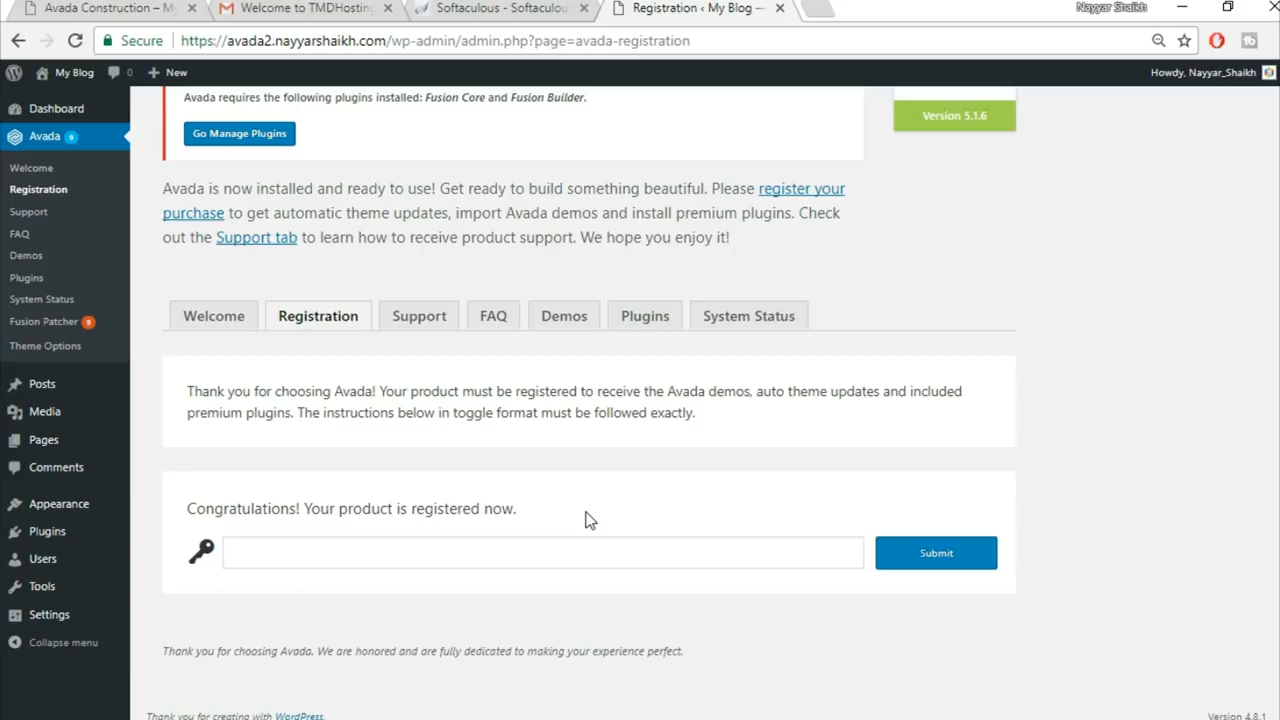 Avada Construction – My
Welcome to TMDHosting
Softaculous - Softaculous
Registration ‹ My Blog —
Nayyar Shaikh
Secure
https://avada2.nayyarshaikh.com/wp-admin/admin.php?page=avada-registration
My Blog
0
New
Howdy, Nayyar_Shaikh
Dashboard
Avada 9
Welcome
Registration
Support
FAQ
Demos
Plugins
System Status
Fusion Patcher 9
Theme Options
Posts
Media
Pages
Comments
Appearance
Plugins
Users
Tools
Settings
Collapse menu
Avada requires the following plugins installed: Fusion Core and Fusion Builder.
Go Manage Plugins
Version 5.1.6
Avada is now installed and ready to use! Get ready to build something beautiful. Please register your
purchase to get automatic theme updates, import Avada demos and install premium plugins. Check
out the Support tab to learn how to receive product support. We hope you enjoy it!
Welcome
Registration
Support
FAQ
Demos
Plugins
System Status
Thank you for choosing Avada! Your product must be registered to receive the Avada demos, auto theme updates and included
premium plugins. The instructions below in toggle format must be followed exactly.
Congratulations! Your product is registered now.
Submit
Thank you for choosing Avada. We are honored and are fully dedicated to making your experience perfect.
Thank you for creating with WordPress.
Version 4.8.1